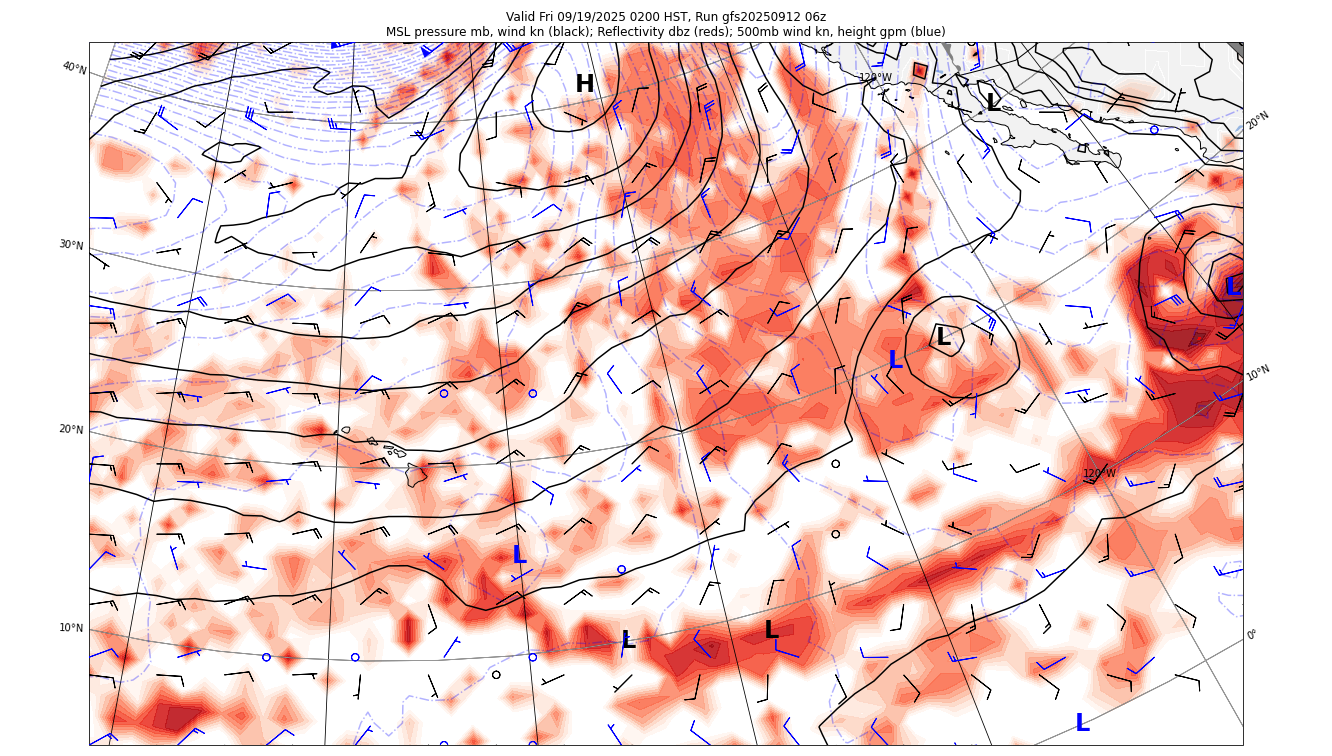 Valid Fri 09/19/2025 0200 HST, Run gfs20250912 06z
MSL pressure mb, wind kn (black); Reflectivity dbz (reds); 500mb wind kn, height gpm (blue)
40°N
H
120°W
L
20°N
30°N
L
L
L
10°N
20°N
120°W
L
10°N
L
L
0°
L